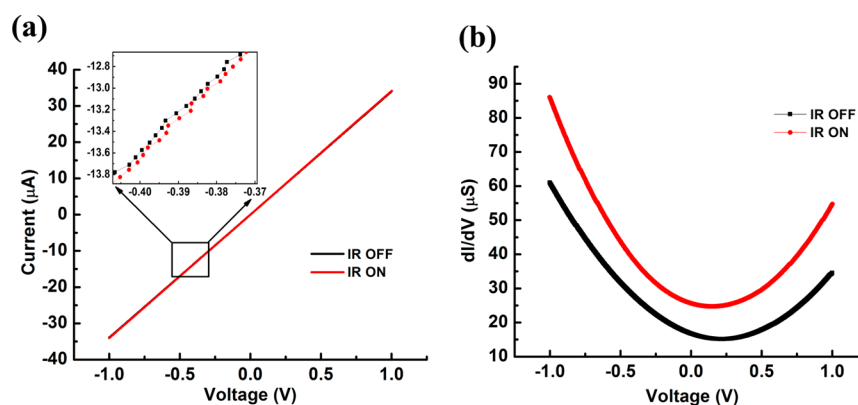 (a)
Current (μA)
40
30
20
10
0
-10
-20
-30
-40
-1.0 -0.5 0.0 0.5 1.0
Voltage (V)
-12.8
-13.0
-13.2
-13.4
-13.6
-13.8
-0.40 -0.39 -0.38 -0.37
IR OFF
IR ON
(b)
dI/dV (μS)
90
80
70
60
50
40
30
20
10
-1.0 -0.5 0.0 0.5 1.0
Voltage (V)
IR OFF
IR ON